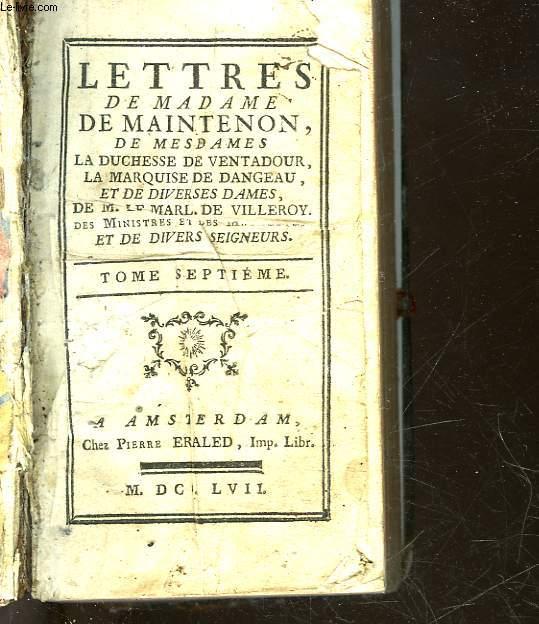 Le-livre.com
LETTRES
DE MADAME
DE MAINTENON,
DE MESDAMES
LA DUCHESSE DE VENTADOUR,
LA MARQUISE DE DANGEAU,
ET DE DIVERSES DAMES,
DE M. LE MARL. DE VILLEROY.
DES MINISTRES ET DES
ET DE DIVERS SEIGNEURS.
TOME SEPTIÉME.
A AMSTERDAM,
Chez PIERRE ERALED, Imp. Libr.
M. DCC. LVII.